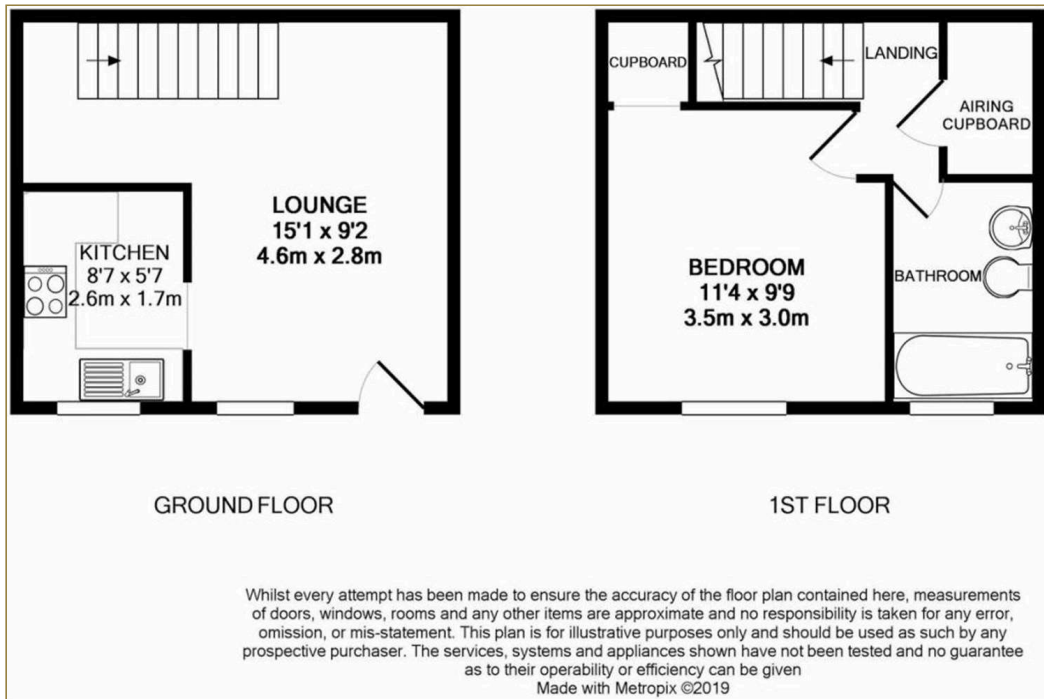 CUPBOARD
LANDING
AIRING
CUPBOARD
LOUNGE
15'1 x 9'2
4.6m x 2.8m
KITCHEN
8'7 x 5'7
2.6m x 1.7m
BEDROOM
11'4 x 9'9
3.5m x 3.0m
BATHROOM
GROUND FLOOR
1ST FLOOR
Whilst every attempt has been made to ensure the accuracy of the floor plan contained here, measurements
of doors, windows, rooms and any other items are approximate and no responsibility is taken for any error,
omission, or mis-statement. This plan is for illustrative purposes only and should be used as such by any
prospective purchaser. The services, systems and appliances shown have not been tested and no guarantee
as to their operability or efficiency can be given
Made with Metropix ©2019